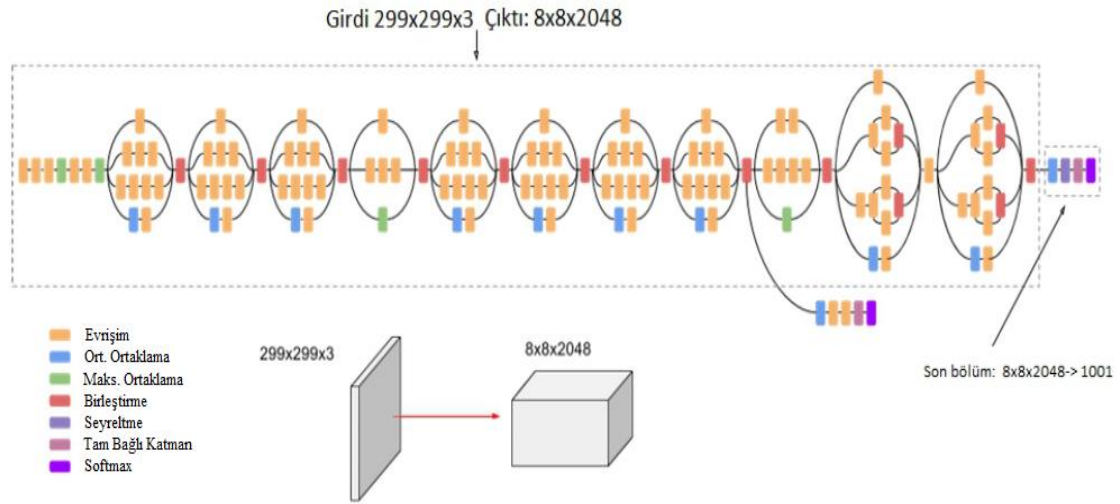 Girdi 299x299x3 Çıktı: 8x8x2048
Evrişim
Ort. Ortaklama
Maks. Ortaklama
Birleştirme
Seyreltme
Tam Bağlı Katman
Softmax
299x299x3
8x8x2048
Son bölüm: 8x8x2048-> 1001